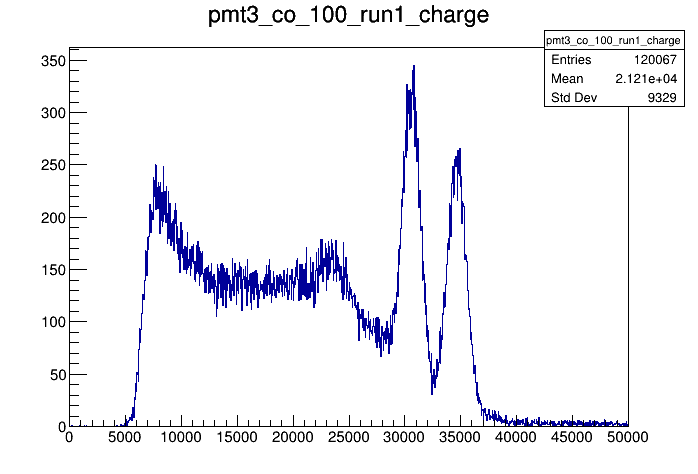 pmt3_co_100_run1_charge
pmt3_co_100_run1_charge
Entries 120067
Mean 2.121e+04
Std Dev 9329
350
300
250
200
150
100
50
0
0 5000 10000 15000 20000 25000 30000 35000 40000 45000 50000